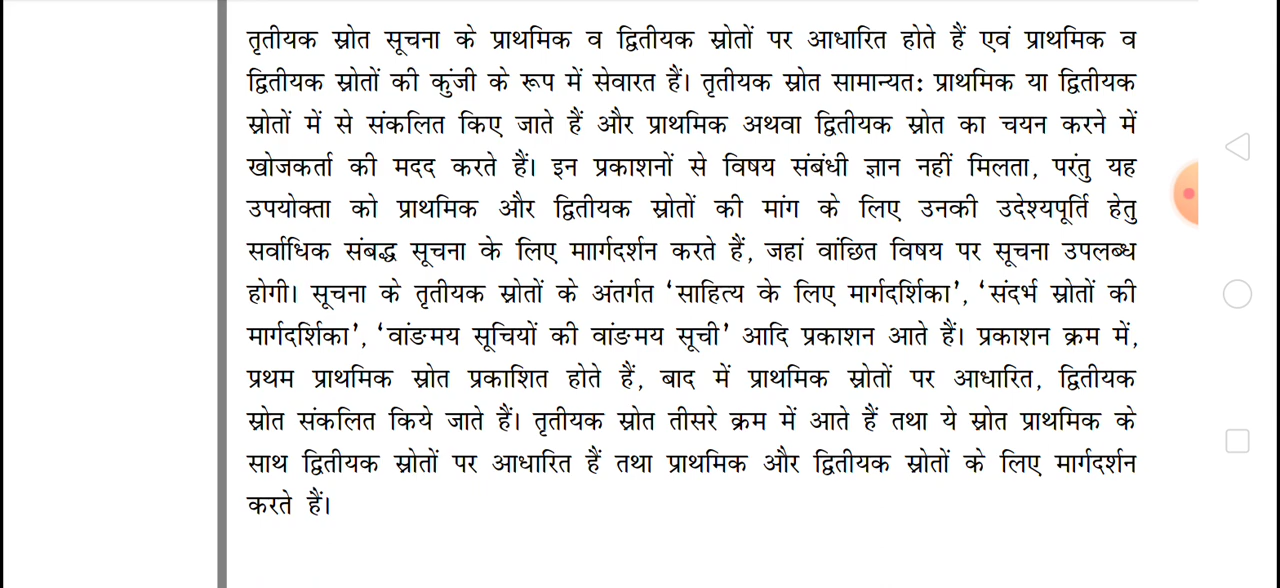 तृतीयक स्रोत सूचना के प्राथमिक व द्वितीयक स्रोतों पर आधारित होते हैं एवं प्राथमिक व
द्वितीयक स्रोतों की कुंजी के रूप में सेवारत हैं। तृतीयक स्रोत सामान्यत: प्राथमिक या द्वितीयक
स्रोतों में से संकलित किए जाते हैं और प्राथमिक अथवा द्वितीयक स्रोत का चयन करने में
खोजकर्ता की मदद करते हैं। इन प्रकाशनों से विषय संबंधी ज्ञान नहीं मिलता, परंतु यह
उपयोक्ता को प्राथमिक और द्वितीयक स्रोतों की मांग के लिए उनकी उदेश्यपूर्ति हेतु
सर्वाधिक संबद्ध सूचना के लिए माार्गदर्शन करते हैं, जहां वांछित विषय पर सूचना उपलब्ध
होगी। सूचना के तृतीयक स्रोतों के अंतर्गत ‘साहित्य के लिए मार्गदर्शिका’, ‘संदर्भ स्रोतों की
मार्गदर्शिका’, ‘वांङमय सूचियों की वांङमय सूची’ आदि प्रकाशन आते हैं। प्रकाशन क्रम में,
प्रथम प्राथमिक स्रोत प्रकाशित होते हैं, बाद में प्राथमिक स्रोतों पर आधारित, द्वितीयक
स्रोत संकलित किये जाते हैं। तृतीयक स्रोत तीसरे क्रम में आते हैं तथा ये स्रोत प्राथमिक के
साथ द्वितीयक स्रोतों पर आधारित हैं तथा प्राथमिक और द्वितीयक स्रोतों के लिए मार्गदर्शन
करते हैं।